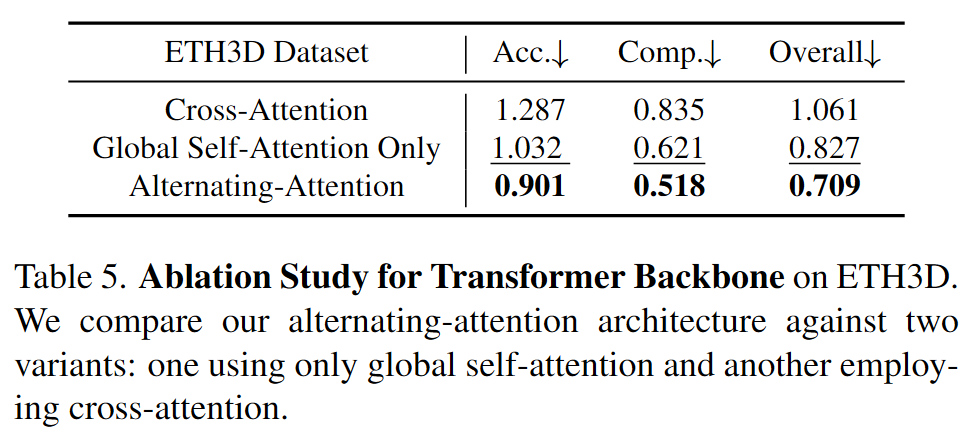 ETH3D Dataset Acc.↓ Comp.↓ Overall↓
Cross-Attention 1.287 0.835 1.061
Global Self-Attention Only 1.032 0.621 0.827
Alternating-Attention 0.901 0.518 0.709
Table 5. Ablation Study for Transformer Backbone on ETH3D.
We compare our alternating-attention architecture against two
variants: one using only global self-attention and another employ-
ing cross-attention.